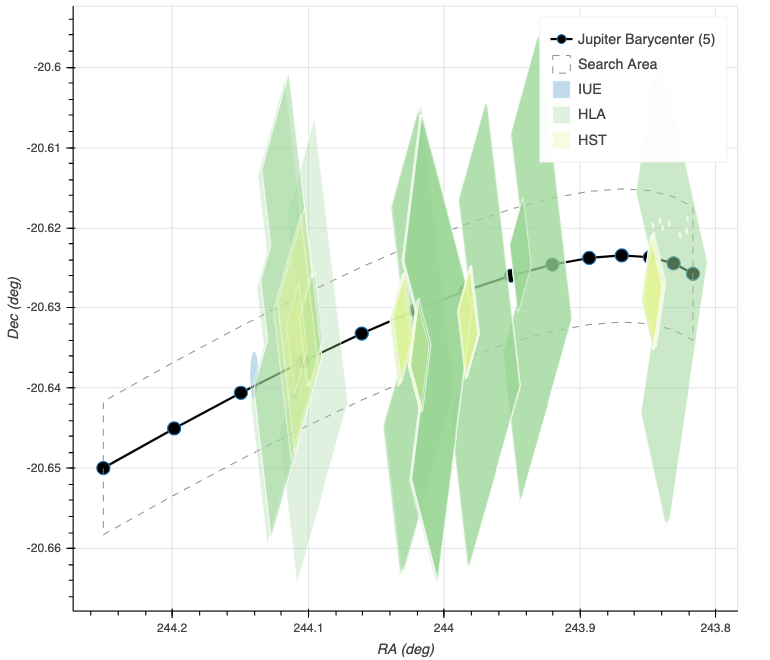 Jupiter Barycenter (5)
Search Area
IUE
HLA
HST
-20.6
-20.61
-20.62
-20.63
-20.64
-20.65
-20.66
Dec (deg)
244.2
244.1
244
243.9
243.8
RA (deg)